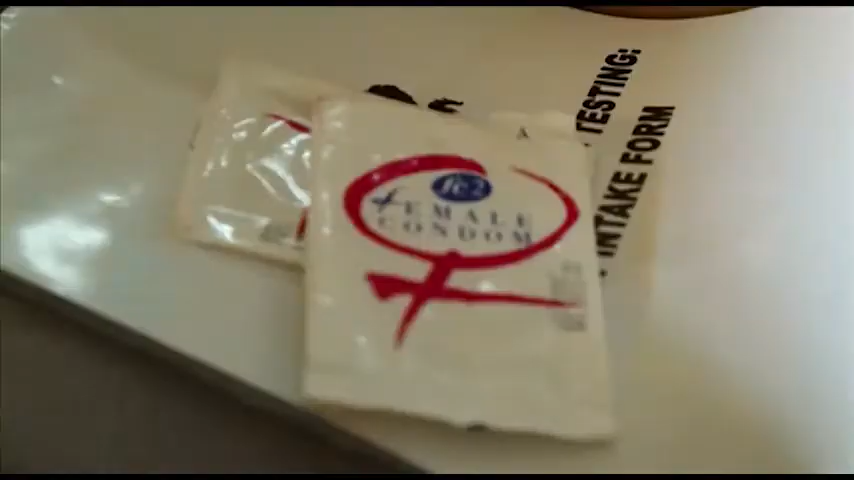 TESTING:
INTAKE FORM
fc2
FEMALE
CONDOM